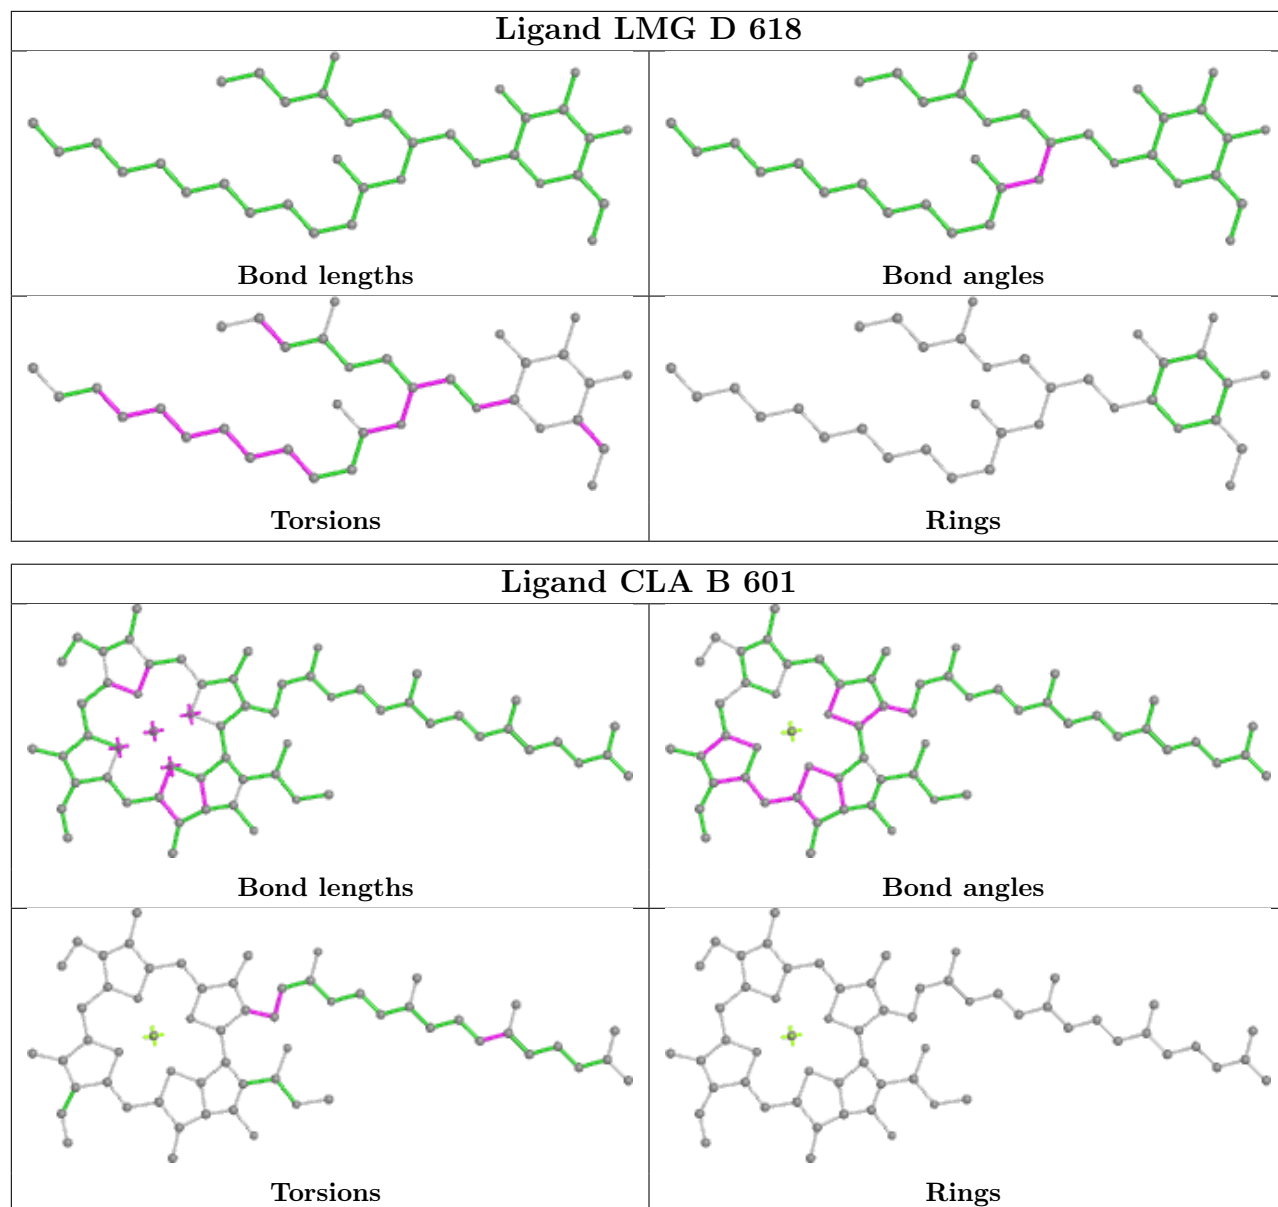 Ligand LMG D 618
Bond lengths
Bond angles
Torsions
Rings
Ligand CLA B 601
Bond lengths
Bond angles
Torsions
Rings